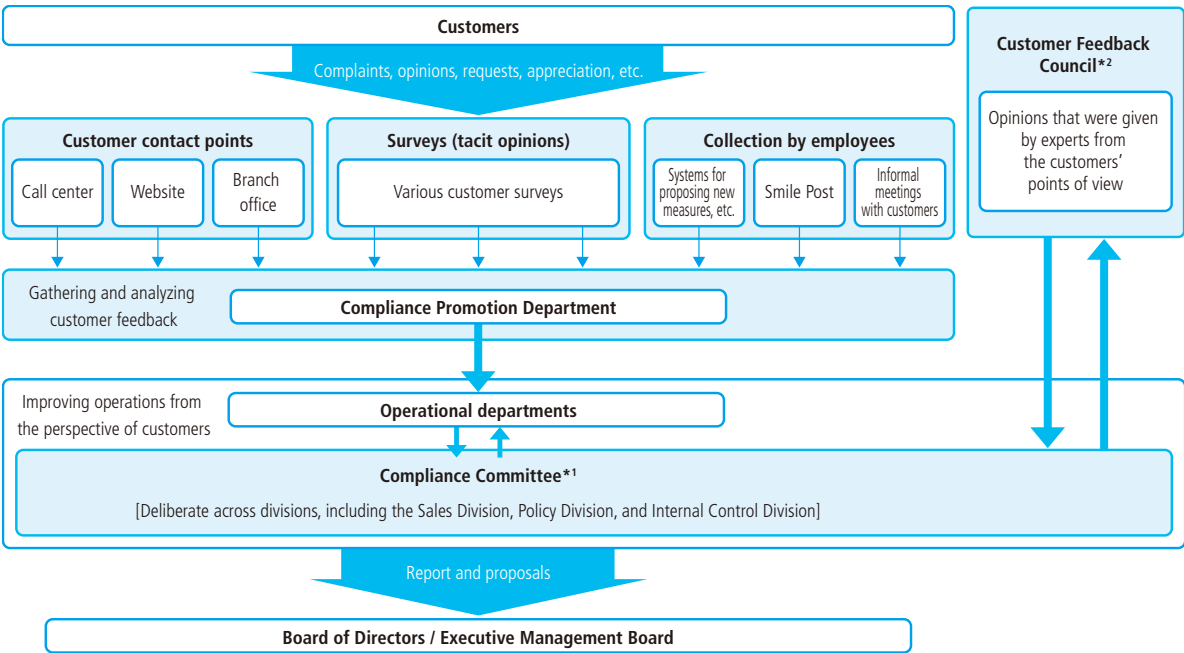 Customers
Complaints, opinions, requests, appreciation, etc.
Customer contact points
Call center
Website
Branch
office
Surveys (tacit opinions)
Various customer surveys
Collection by employees
Systems for
proposing new
measures, etc.
Smile Post
Informal
meetings
with customers
Customer Feedback
Council*2
Opinions that were given
by experts from
the customers’
points of view
Gathering and analyzing
customer feedback
Compliance Promotion Department
Improving operations from
the perspective of customers
Operational departments
Compliance Committee*1
[Deliberate across divisions, including the Sales Division, Policy Division, and Internal Control Division]
Report and proposals
Board of Directors / Executive Management Board